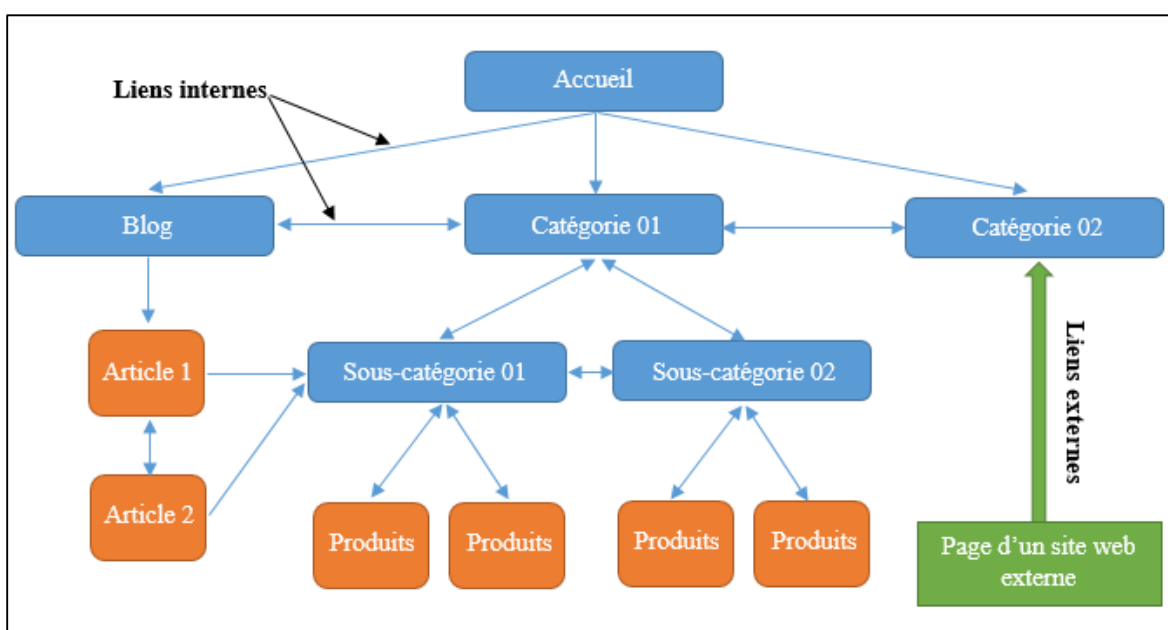 Accueil
Liens internes
Blog
Catégorie 01
Catégorie 02
Liens externes
Article 1
Sous-catégorie 01
Sous-catégorie 02
Article 2
Produits
Produits
Produits
Produits
Page d’un site web
externe